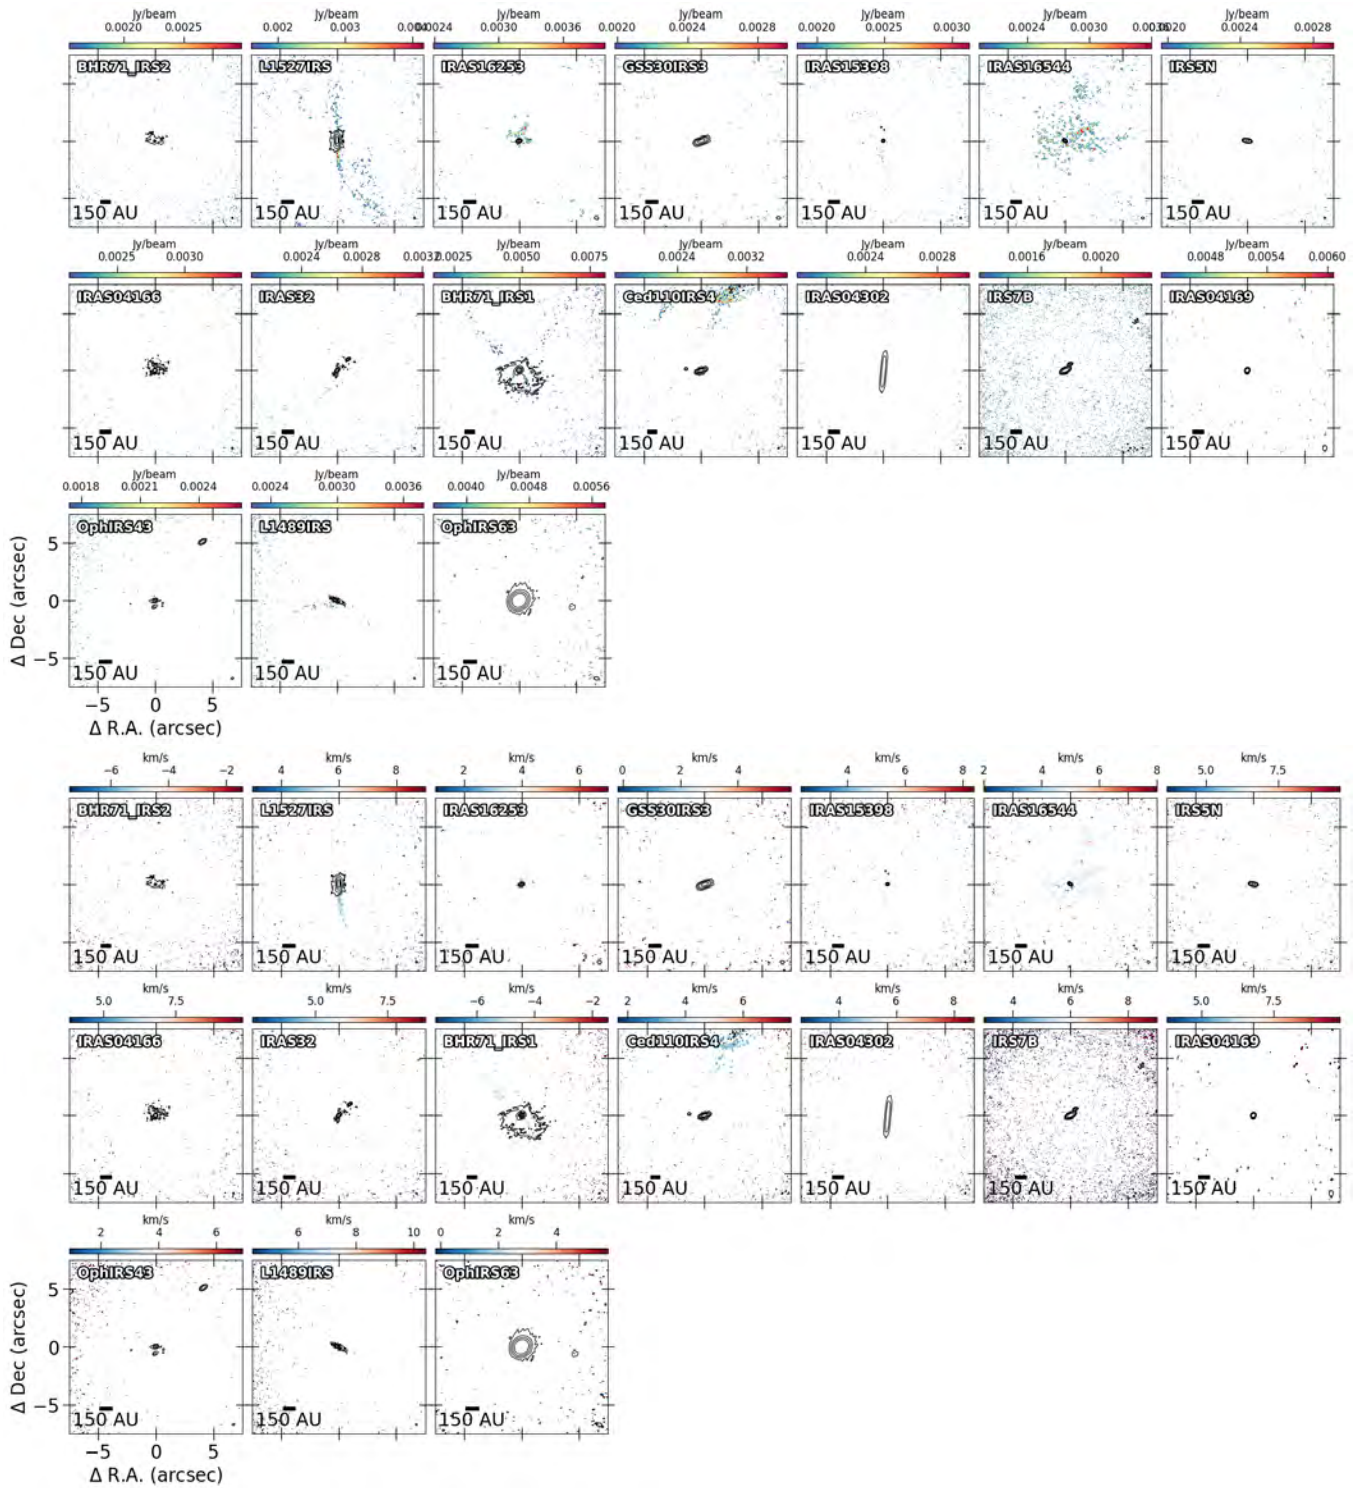 Jy/beam Jy/beam Jy/beam Jy/beam Jy/beam Jy/beam Jy/beam
0.0020 0.0025 0.002 0.003 0.0030 0.0036 0.0020 0.0024 0.0028 0.0020 0.0025 0.0030 0.0024 0.0030 0.0024 0.0028
BHR71_IRS2 L1527IRS IRAS16253 GSS30IRS3 IRAS15398 IRAS16544 IRS5N
150 AU 150 AU 150 AU 150 AU 150 AU 150 AU 150 AU
Jy/beam Jy/beam Jy/beam Jy/beam Jy/beam Jy/beam Jy/beam
0.0025 0.0030 0.0024 0.0028 0.0032 0.0025 0.0050 0.0075 0.0024 0.0032 0.0024 0.0028 0.0016 0.0020 0.0048 0.0054 0.0060
IRAS04166 IRAS32 BHR71_IRS1 Ced110IRS4 IRAS04302 IRS7B IRAS04169
150 AU 150 AU 150 AU 150 AU 150 AU 150 AU 150 AU
Jy/beam Jy/beam Jy/beam
0.0018 0.0021 0.0024 0.0024 0.0030 0.0036 0.0040 0.0048 0.0056
OphIRS43 L1489IRS OphIRS63
5
0
−5
Δ Dec (arcsec)
150 AU 150 AU 150 AU
−5 0 5
Δ R.A. (arcsec)
km/s km/s km/s km/s km/s km/s km/s
−6 −4 −2 4 6 8 2 4 6 0 2 4 4 6 8 2 4 6 8 5.0 7.5
BHR71_IRS2 L1527IRS IRAS16253 GSS30IRS3 IRAS15398 IRAS16544 IRS5N
150 AU 150 AU 150 AU 150 AU 150 AU 150 AU 150 AU
km/s km/s km/s km/s km/s km/s km/s
5.0 7.5 5.0 7.5 −6 −4 −2 2 4 6 4 6 8 4 6 8 5.0 7.5
IRAS04166 IRAS32 BHR71_IRS1 Ced110IRS4 IRAS04302 IRS7B IRAS04169
150 AU 150 AU 150 AU 150 AU 150 AU 150 AU 150 AU
km/s km/s km/s
2 4 6 6 8 10 0 2 4
OphIRS43 L1489IRS OphIRS63
5
0
−5
Δ Dec (arcsec)
150 AU 150 AU 150 AU
−5 0 5
Δ R.A. (arcsec)